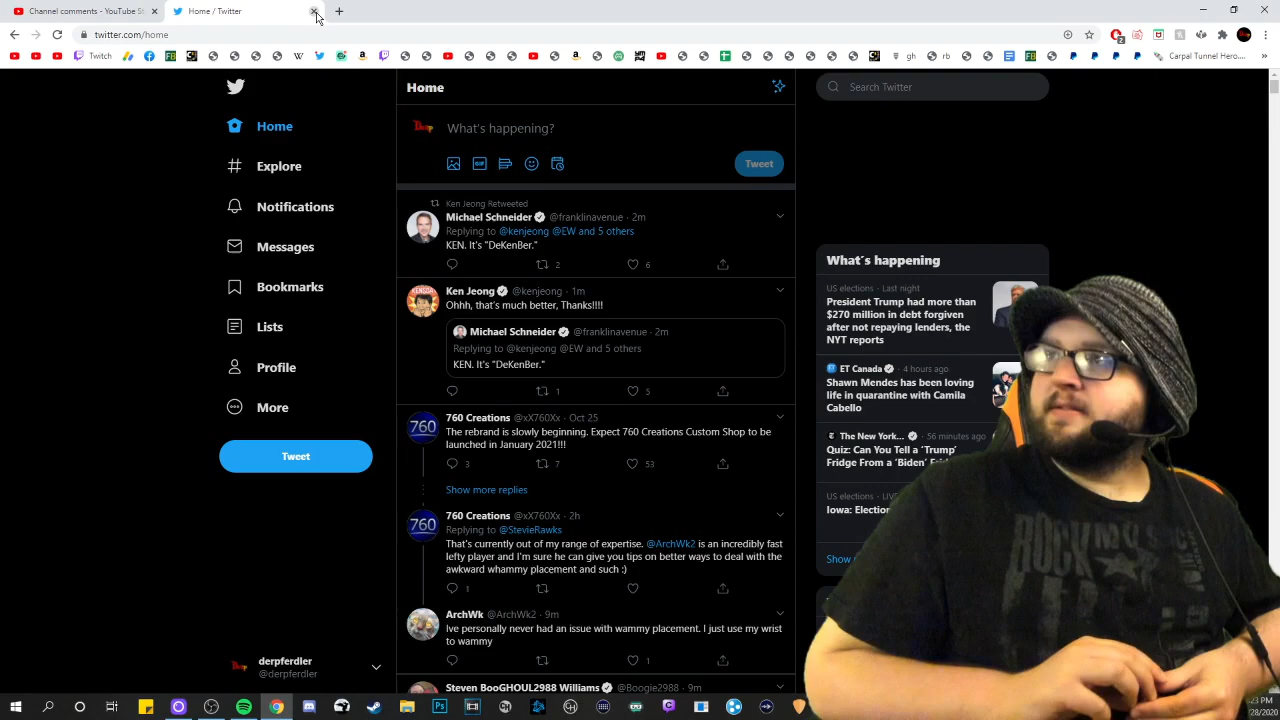 Channel comments - YouTube St
Home / Twitter
twitter.com/home
Twitch
gh
rb
Carpal Tunnel Hero...
Home
Explore
Notifications
Messages
Bookmarks
Lists
Profile
More
Tweet
derpferdler
@derpferdler
Home
What's happening?
GIF
Tweet
Ken Jeong Retweeted
Michael Schneider @franklinavenue · 2m
Replying to @kenjeong @EW and 5 others
KEN. It's "DeKenBer."
2 6
Ken Jeong @kenjeong · 1m
Ohhh, that's much better, Thanks!!!!
Michael Schneider @franklinavenue · 2m
Replying to @kenjeong @EW and 5 others
KEN. It's "DeKenBer."
1 5
760 Creations @xX760Xx · Oct 25
The rebrand is slowly beginning. Expect 760 Creations Custom Shop to be
launched in January 2021!!!
3 7 53
Show more replies
760 Creations @xX760Xx · 2h
Replying to @StevieRawks
That's currently out of my range of expertise. @ArchWk2 is an incredibly fast
lefty player and I'm sure he can give you tips on better ways to deal with the
awkward whammy placement and such :)
1
ArchWk @ArchWk2 · 9m
Ive personally never had an issue with wammy placement. I just use my wrist
to wammy
1
Steven BooGHOUL2988 Williams @Boogie2988 · 9m
Search Twitter
What's happening
US elections · Last night
President Trump had more than
$270 million in debt forgiven
after not repaying lenders, the
NYT reports
ET Canada · 4 hours ago
Shawn Mendes has been loving
life in quarantine with Camila
Cabello
The New York... · 56 minutes ago
Quiz: Can You Tell a 'Trump'
Fridge From a 'Biden' Fri
US elections · LIVE
Iowa: Election
Show
:23 PM
/28/2020